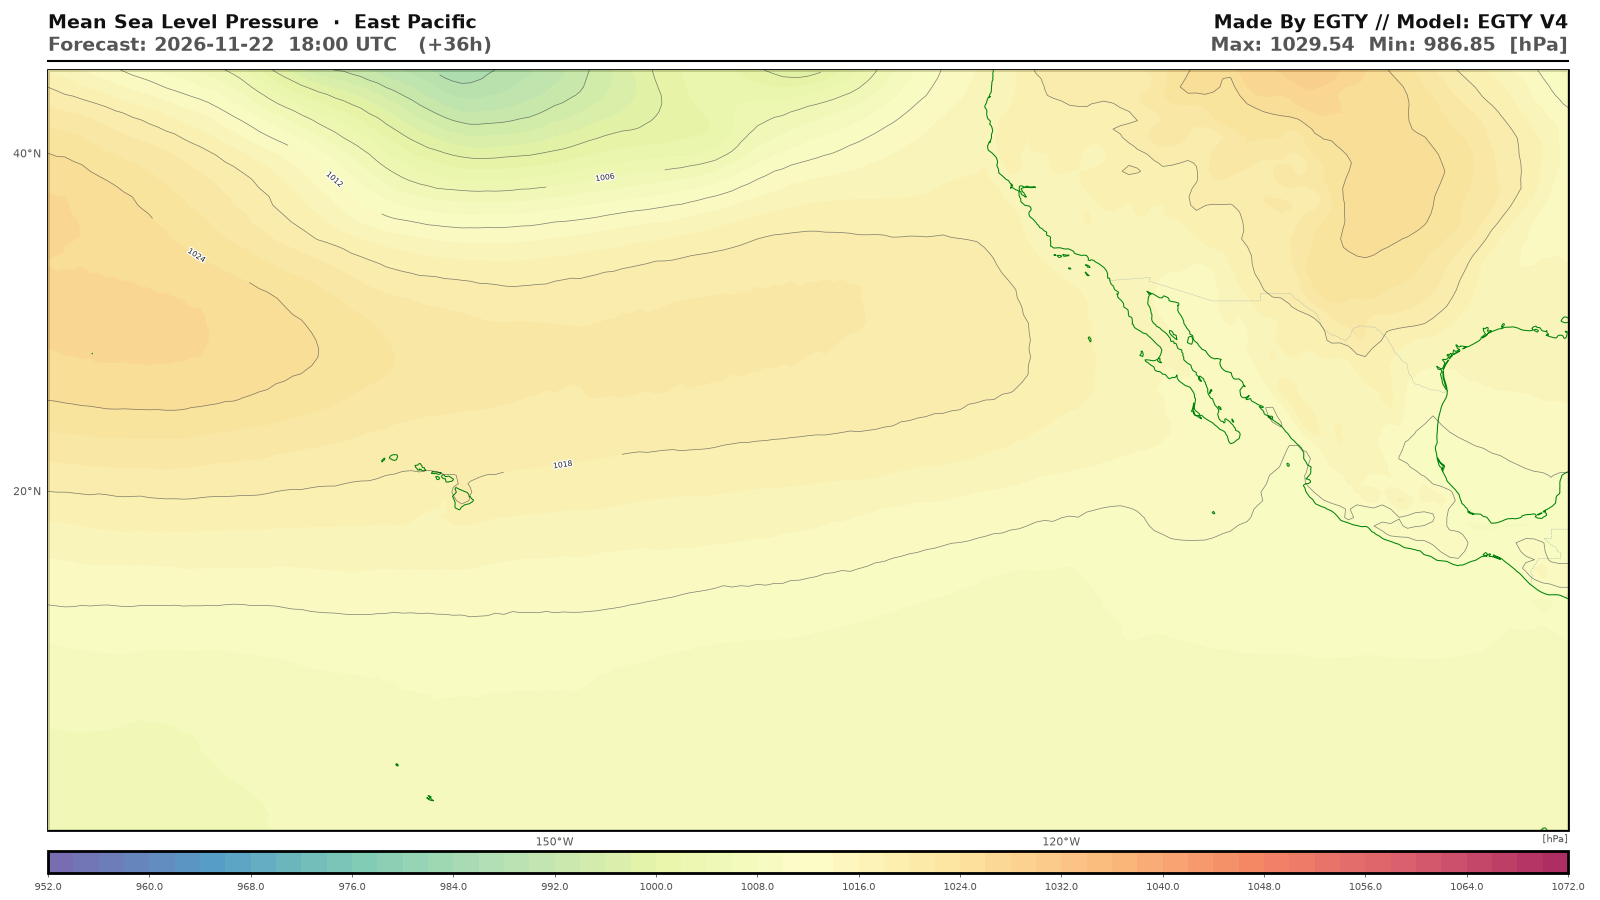 Mean Sea Level Pressure · East Pacific
Made By EGTY // Model: EGTY V4
Forecast: 2026-11-22 18:00 UTC (+36h)
Max: 1029.54 Min: 986.85 [hPa]
40°N
1012
1006
1024
1018
20°N
150°W
120°W
[hPa]
952.0 960.0 968.0 976.0 984.0 992.0 1000.0 1008.0 1016.0 1024.0 1032.0 1040.0 1048.0 1056.0 1064.0 1072.0